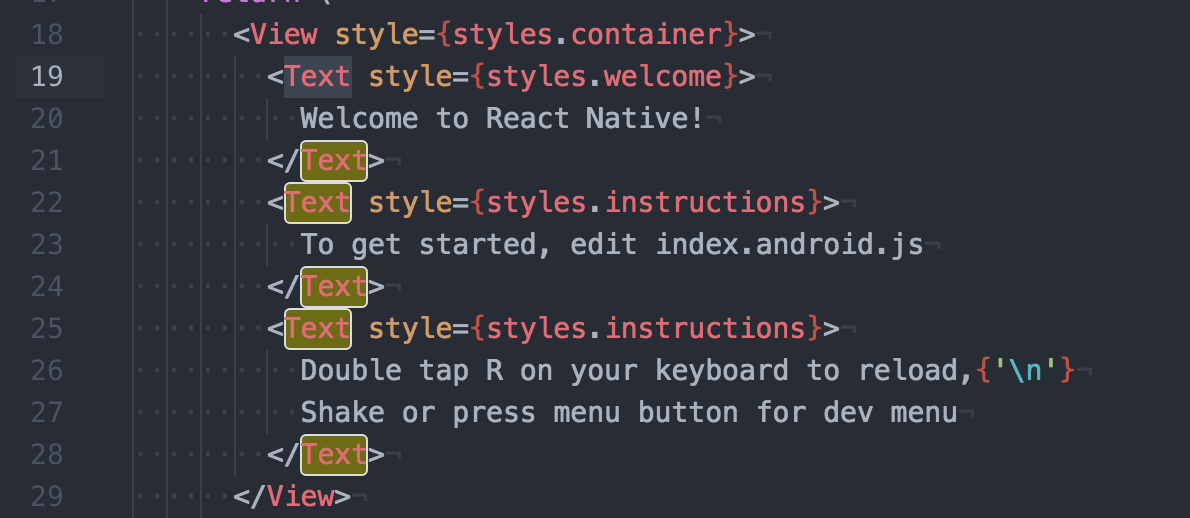 return (
18 <View style={styles.container}>¬
19 <Text style={styles.welcome}>¬
20 Welcome to React Native!¬
21 </Text>¬
22 <Text style={styles.instructions}>¬
23 To get started, edit index.android.js¬
24 </Text>¬
25 <Text style={styles.instructions}>¬
26 Double tap R on your keyboard to reload,{'\n'}¬
27 Shake or press menu button for dev menu¬
28 </Text>¬
29 </View>¬